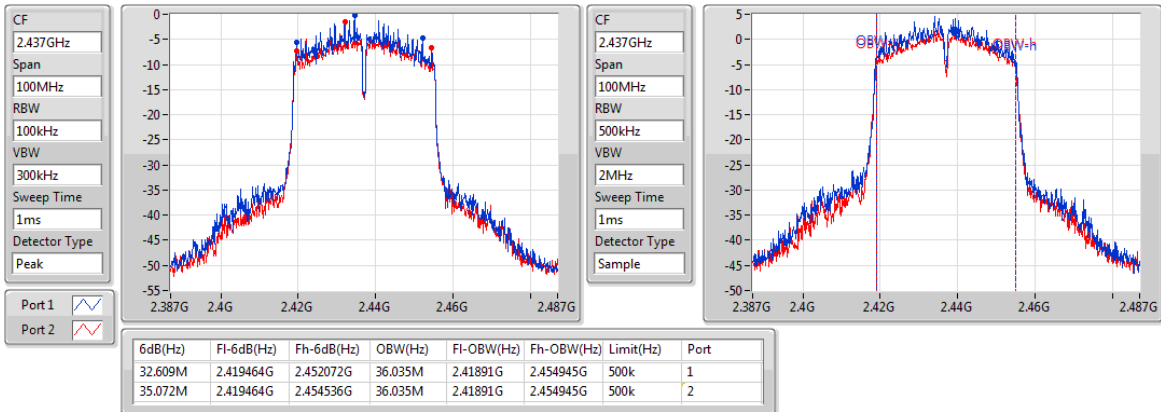 CF
2.437GHz
Span
100MHz
RBW
100kHz
VBW
300kHz
Sweep Time
1ms
Detector Type
Peak
Port 1
Port 2
0-
-5-
-10-
-15-
-20-
-25-
-30-
-35-
-40-
-45-
-50-
-55-
2.387G 2.4G 2.42G 2.44G 2.46G 2.487G
CF
2.437GHz
Span
100MHz
RBW
500kHz
VBW
2MHz
Sweep Time
1ms
Detector Type
Sample
5-
0-
-5-
-10-
-15-
-20-
-25-
-30-
-35-
-40-
-45-
-50-
OBW-h
2.387G 2.4G 2.42G 2.44G 2.46G 2.487G
6dB(Hz) Fl-6dB(Hz) Fh-6dB(Hz) OBW(Hz) Fl-OBW(Hz) Fh-OBW(Hz) Limit(Hz) Port
32.609M 2.419464G 2.452072G 36.035M 2.41891G 2.454945G 500k 1
35.072M 2.419464G 2.454536G 36.035M 2.41891G 2.454945G 500k 2